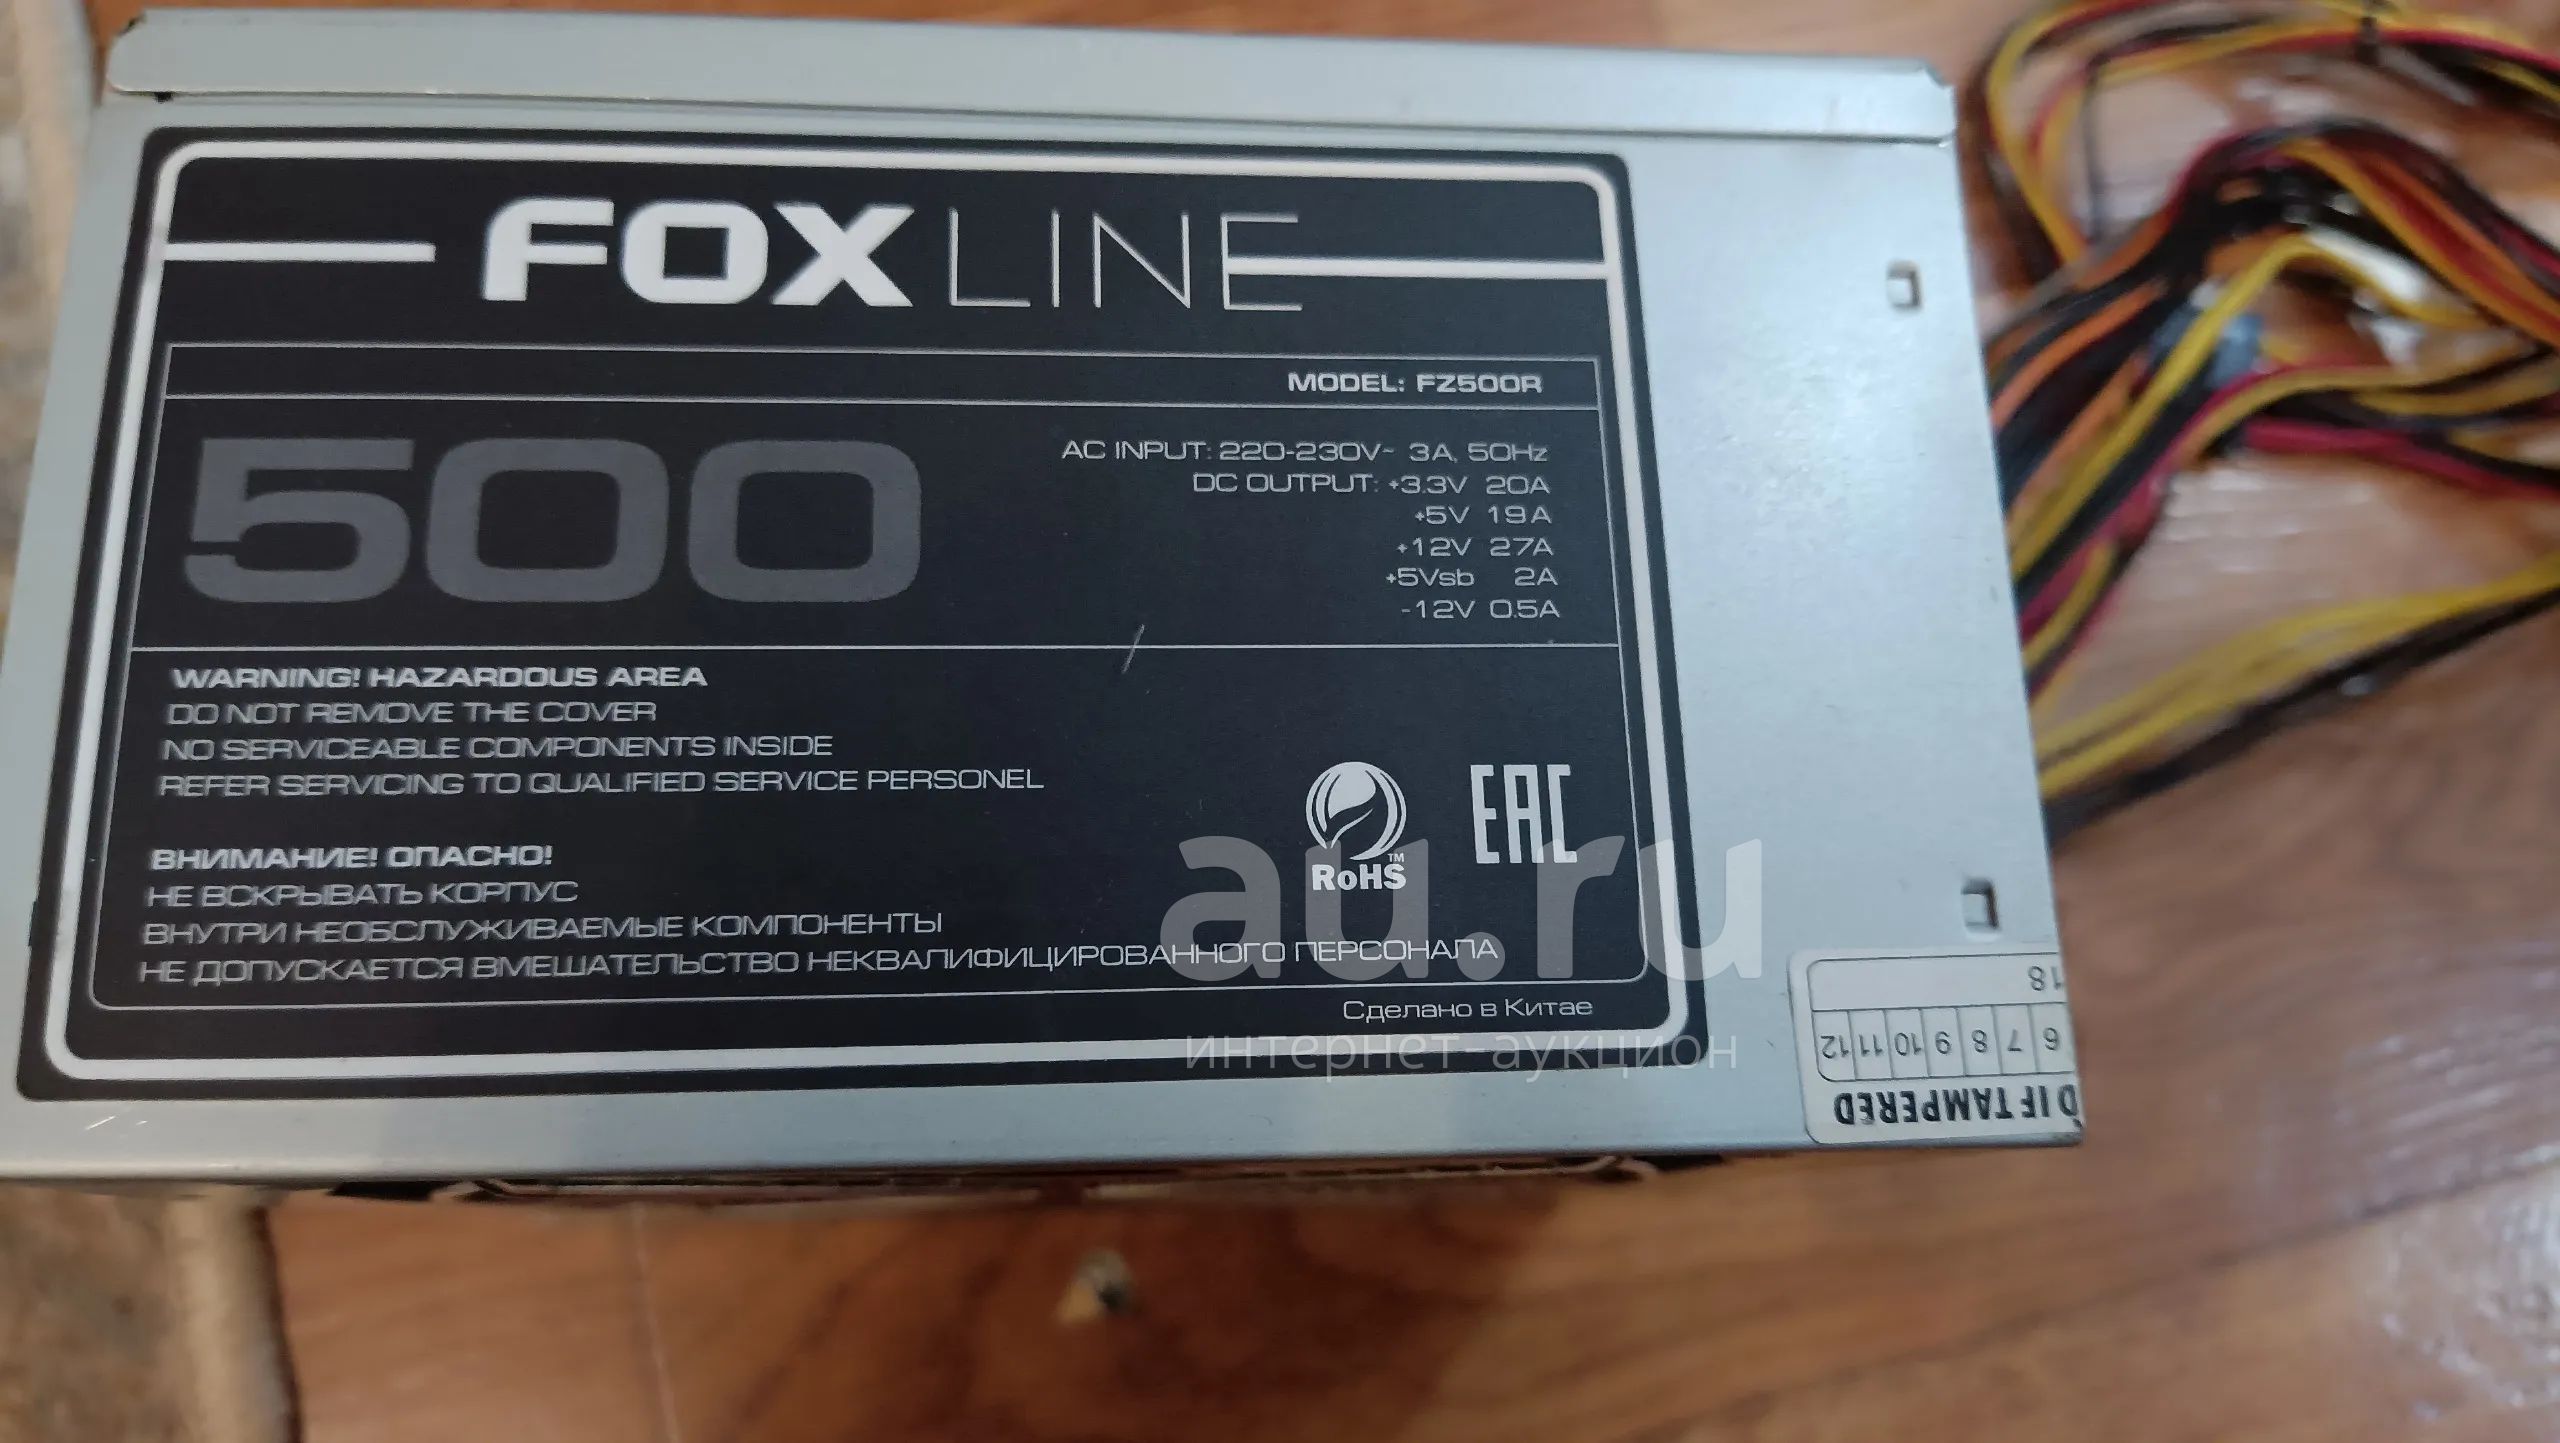 FOXLINE
MODEL: FZ500R
500
AC INPUT: 220-230V~ 3A, 50Hz
DC OUTPUT: +3.3V 20A
+5V 19A
+12V 27A
+5Vsb 2A
-12V 0.5A
WARNING! HAZARDOUS AREA
DO NOT REMOVE THE COVER
NO SERVICEABLE COMPONENTS INSIDE
REFER SERVICING TO QUALIFIED SERVICE PERSONEL
ВНИМАНИЕ! ОПАСНО!
НЕ ВСКРЫВАТЬ КОРПУС
ВНУТРИ НЕОБСЛУЖИВАЕМЫЕ КОМПОНЕНТЫ
НЕ ДОПУСКАЕТСЯ ВМЕШАТЕЛЬСТВО НЕКВАЛИФИЦИРОВАННОГО ПЕРСОНАЛА
RoHS™
EAC
Сделано в Китае
au.ru
интернет-аукцион
D IF TAMPERED
6 7 8 9 10 11 12
18